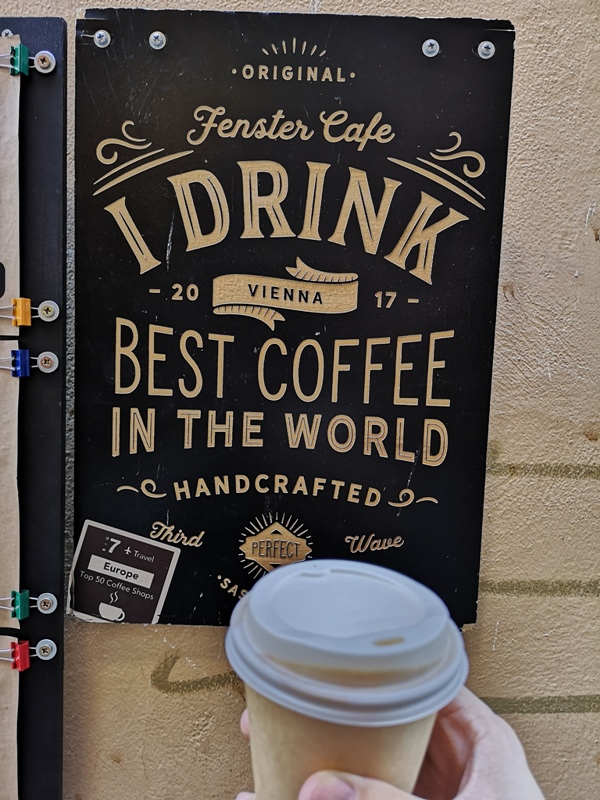 ·ORIGINAL·
Fenster Cafe
I DRINK
- 20 VIENNA 17 -
BEST COFFEE
IN THE WORLD
HANDCRAFTED
Third PERFECT Wave
Travel
Europe
Top 50 Coffee Shops